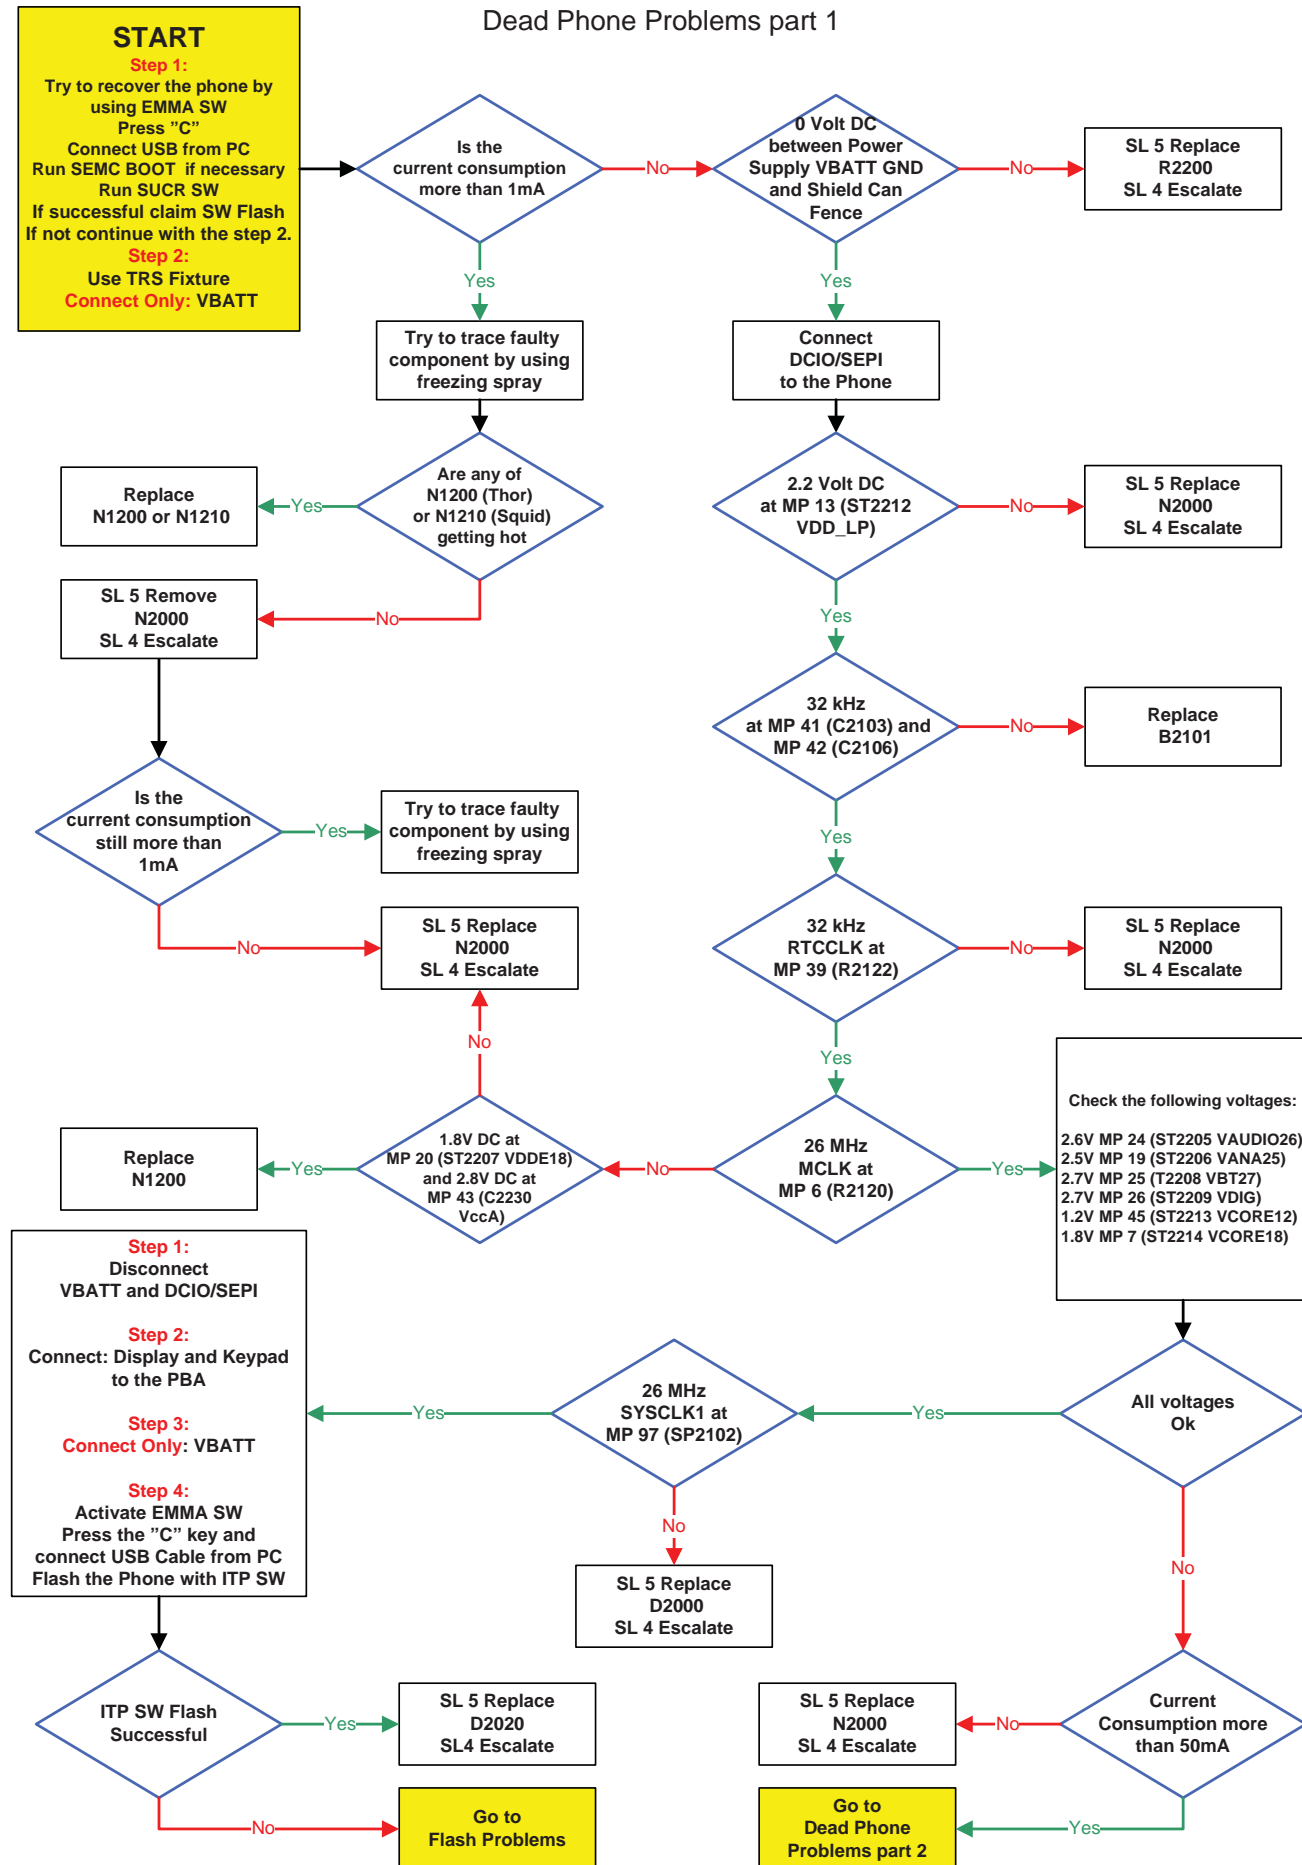 Dead Phone Problems part 1
START
Step 1:
Try to recover the phone by
using EMMA SW
Press ”C”
Connect USB from PC
Run SEMC BOOT if necessary
Run SUCR SW
If successful claim SW Flash
If not continue with the step 2.
Step 2:
Use TRS Fixture
Connect Only: VBATT
Is the
current consumption
more than 1mA
No
0 Volt DC
between Power
Supply VBATT GND
and Shield Can
Fence
No
SL 5 Replace
R2200
SL 4 Escalate
Yes
Yes
Try to trace faulty
component by using
freezing spray
Connect
DCIO/SEPI
to the Phone
Replace
N1200 or N1210
Yes
Are any of
N1200 (Thor)
or N1210 (Squid)
getting hot
2.2 Volt DC
at MP 13 (ST2212
VDD_LP)
No
SL 5 Replace
N2000
SL 4 Escalate
SL 5 Remove
N2000
SL 4 Escalate
No
Yes
32 kHz
at MP 41 (C2103) and
MP 42 (C2106)
No
Replace
B2101
Is the
current consumption
still more than
1mA
Yes
Try to trace faulty
component by using
freezing spray
Yes
No
SL 5 Replace
N2000
SL 4 Escalate
32 kHz
RTCCLK at
MP 39 (R2122)
No
SL 5 Replace
N2000
SL 4 Escalate
No
Yes
Replace
N1200
Yes
1.8V DC at
MP 20 (ST2207 VDDE18)
and 2.8V DC at
MP 43 (C2230
VccA)
No
26 MHz
MCLK at
MP 6 (R2120)
Yes
Check the following voltages:
2.6V MP 24 (ST2205 VAUDIO26)
2.5V MP 19 (ST2206 VANA25)
2.7V MP 25 (T2208 VBT27)
2.7V MP 26 (ST2209 VDIG)
1.2V MP 45 (ST2213 VCORE12)
1.8V MP 7 (ST2214 VCORE18)
Step 1:
Disconnect
VBATT and DCIO/SEPI
Step 2:
Connect: Display and Keypad
to the PBA
Step 3:
Connect Only: VBATT
Step 4:
Activate EMMA SW
Press the ”C” key and
connect USB Cable from PC
Flash the Phone with ITP SW
Yes
26 MHz
SYSCLK1 at
MP 97 (SP2102)
Yes
All voltages
Ok
No
No
SL 5 Replace
D2000
SL 4 Escalate
ITP SW Flash
Successful
Yes
SL 5 Replace
D2020
SL4 Escalate
SL 5 Replace
N2000
SL 4 Escalate
No
Current
Consumption more
than 50mA
No
Go to
Flash Problems
Go to
Dead Phone
Problems part 2
Yes